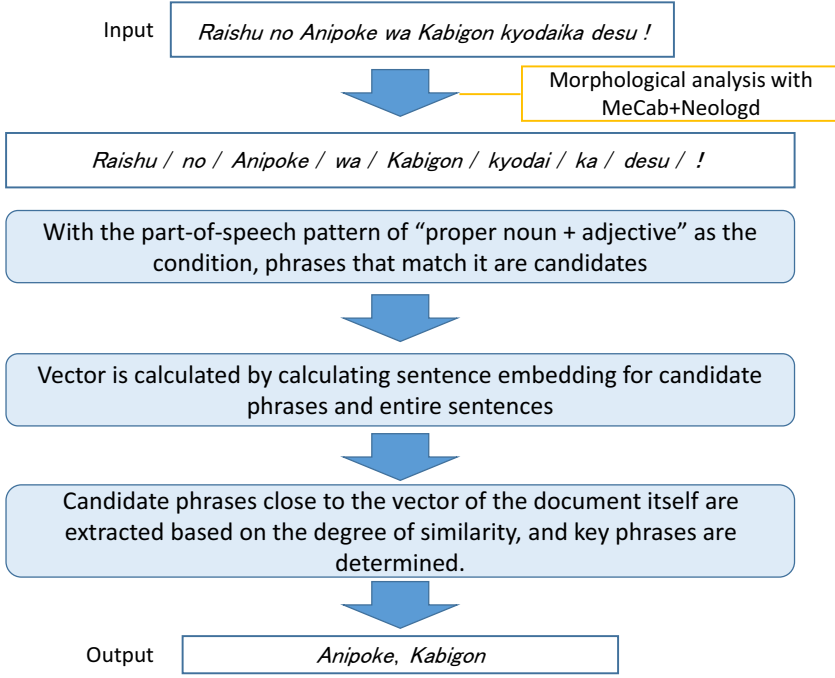 Input
Raishu no Anipoke wa Kabigon kyodaika desu !
Morphological analysis with
MeCab+Neologd
Raishu / no / Anipoke / wa / Kabigon / kyodai / ka / desu / !
With the part-of-speech pattern of “proper noun + adjective” as the
condition, phrases that match it are candidates
Vector is calculated by calculating sentence embedding for candidate
phrases and entire sentences
Candidate phrases close to the vector of the document itself are
extracted based on the degree of similarity, and key phrases are
determined.
Output
Anipoke, Kabigon